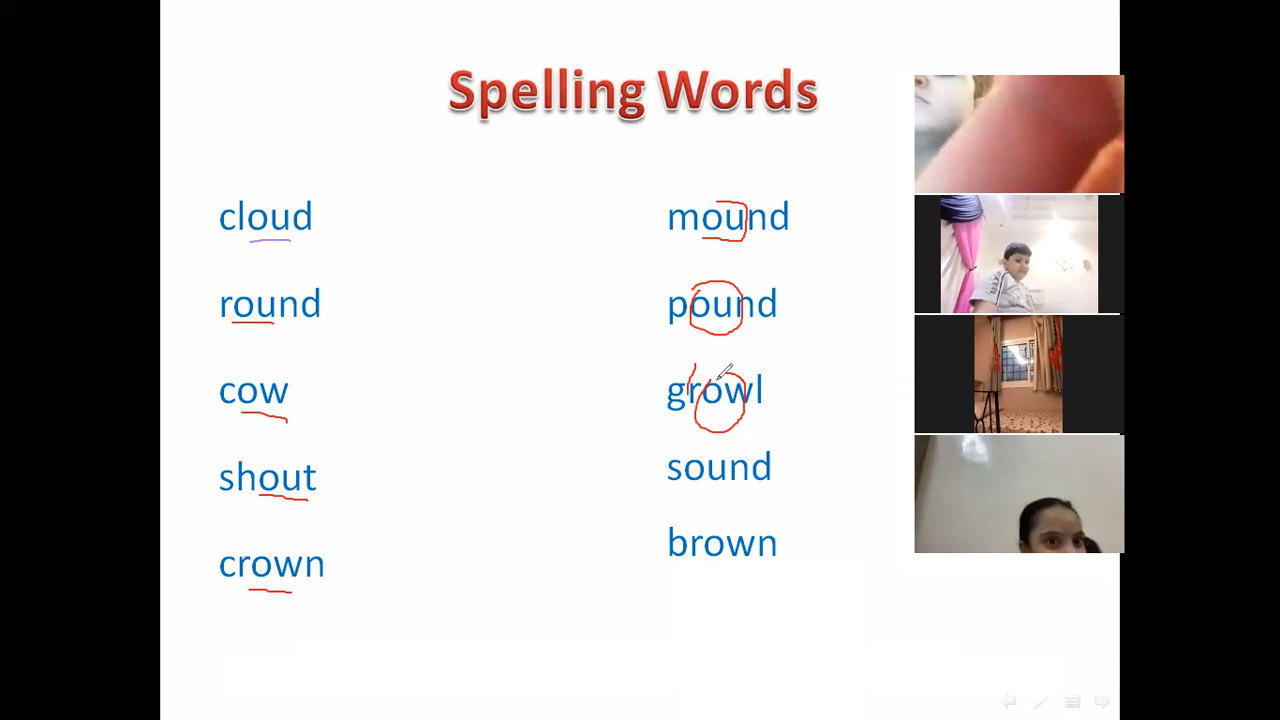 Spelling Words
cloud
round
cow
shout
crown
mound
pound
growl
sound
brown